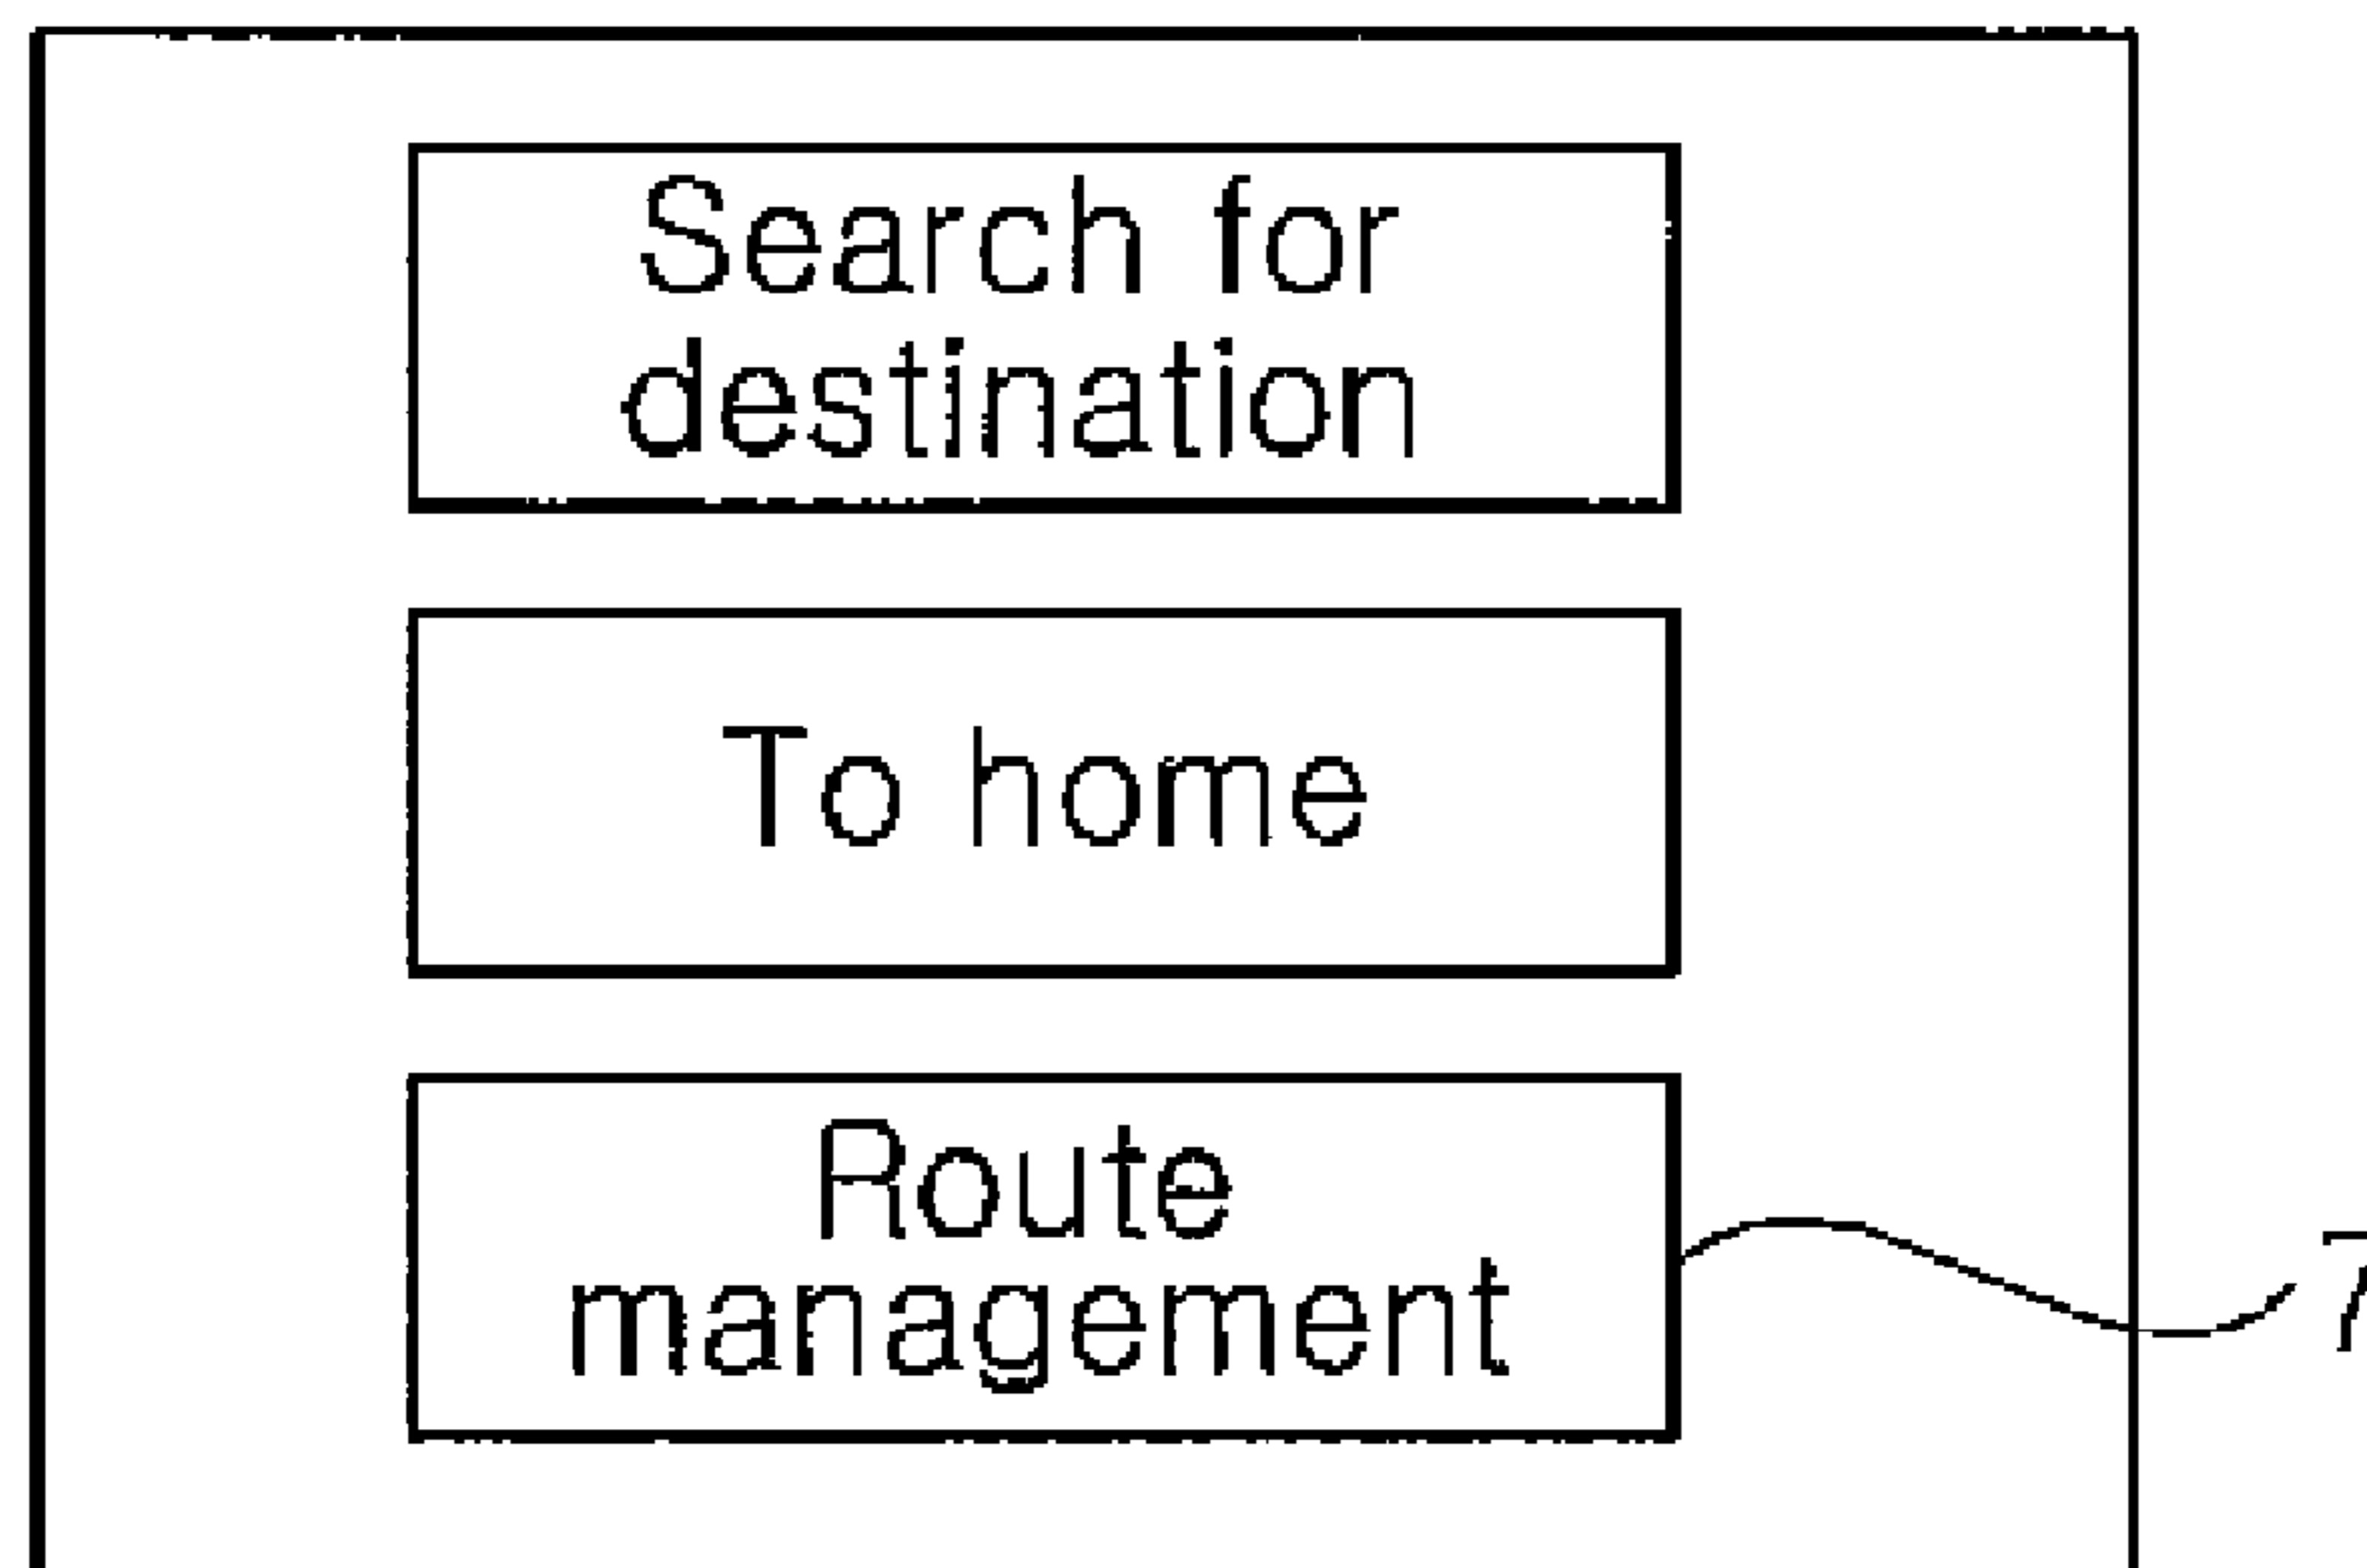 Search for
destination
To home
Route
management